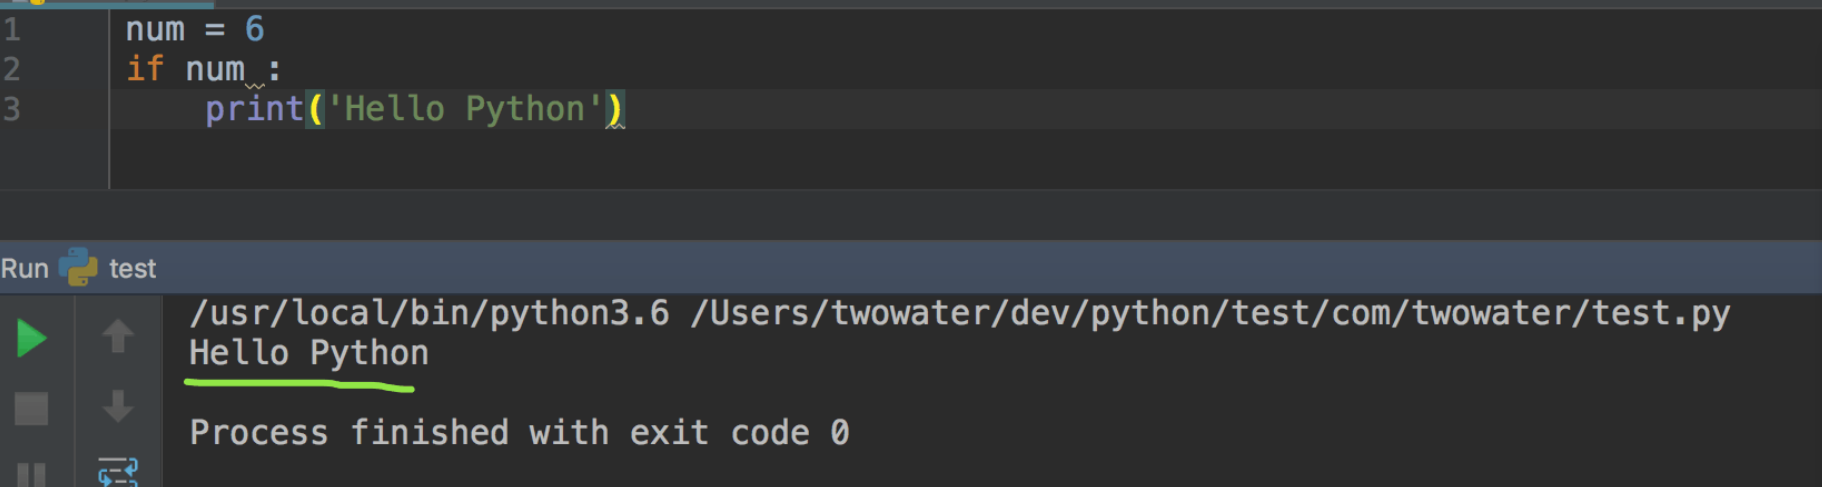 1 num = 6
2 if num :
3     print('Hello Python')
Run test
/usr/local/bin/python3.6 /Users/twowater/dev/python/test/com/twowater/test.py
Hello Python
Process finished with exit code 0